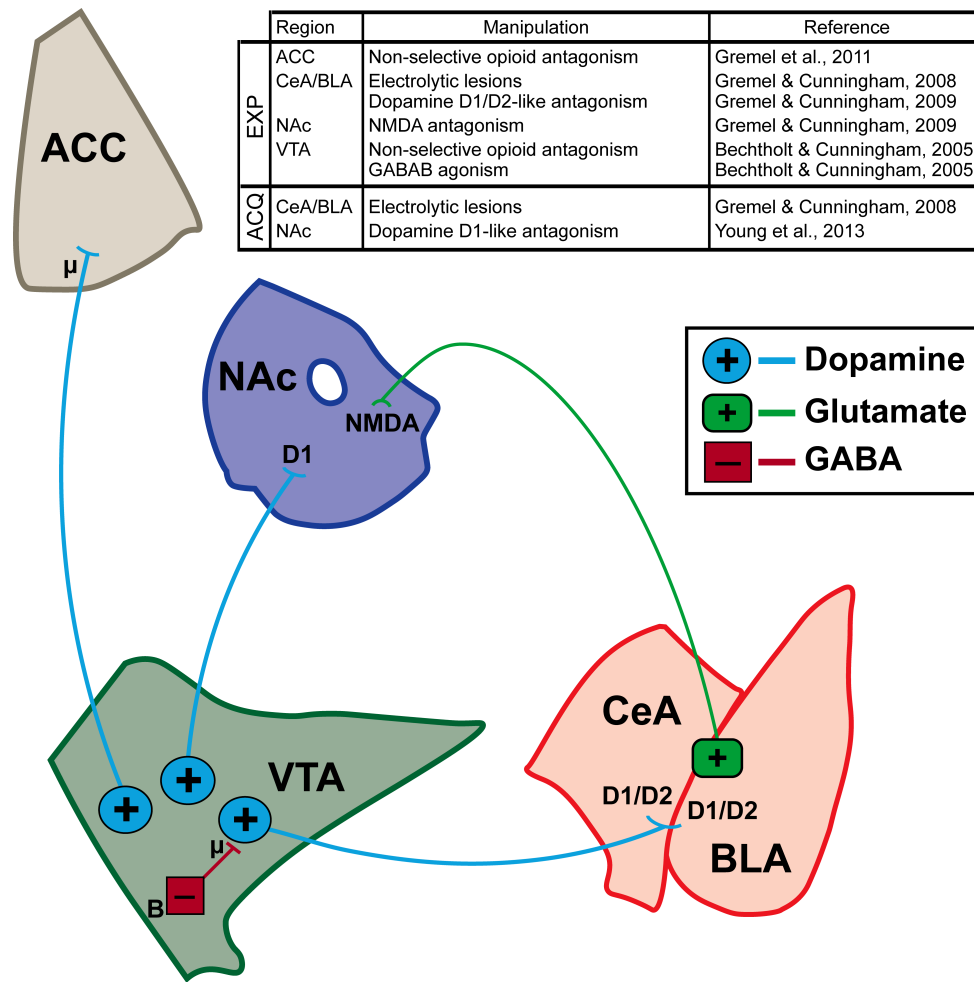 Region Manipulation Reference
EXP
ACC Non-selective opioid antagonism Gremel et al., 2011
CeA/BLA Electrolytic lesions Gremel & Cunningham, 2008
Dopamine D1/D2-like antagonism Gremel & Cunningham, 2009
NAc NMDA antagonism Gremel & Cunningham, 2009
VTA Non-selective opioid antagonism Bechtholt & Cunningham, 2005
GABAB agonism Bechtholt & Cunningham, 2005
ACQ
CeA/BLA Electrolytic lesions Gremel & Cunningham, 2008
NAc Dopamine D1-like antagonism Young et al., 2013
ACC
μ
NAc
NMDA
D1
+ Dopamine
+ Glutamate
− GABA
CeA
+
D1/D2
D1/D2
BLA
VTA
+
+
+
μ
−
B